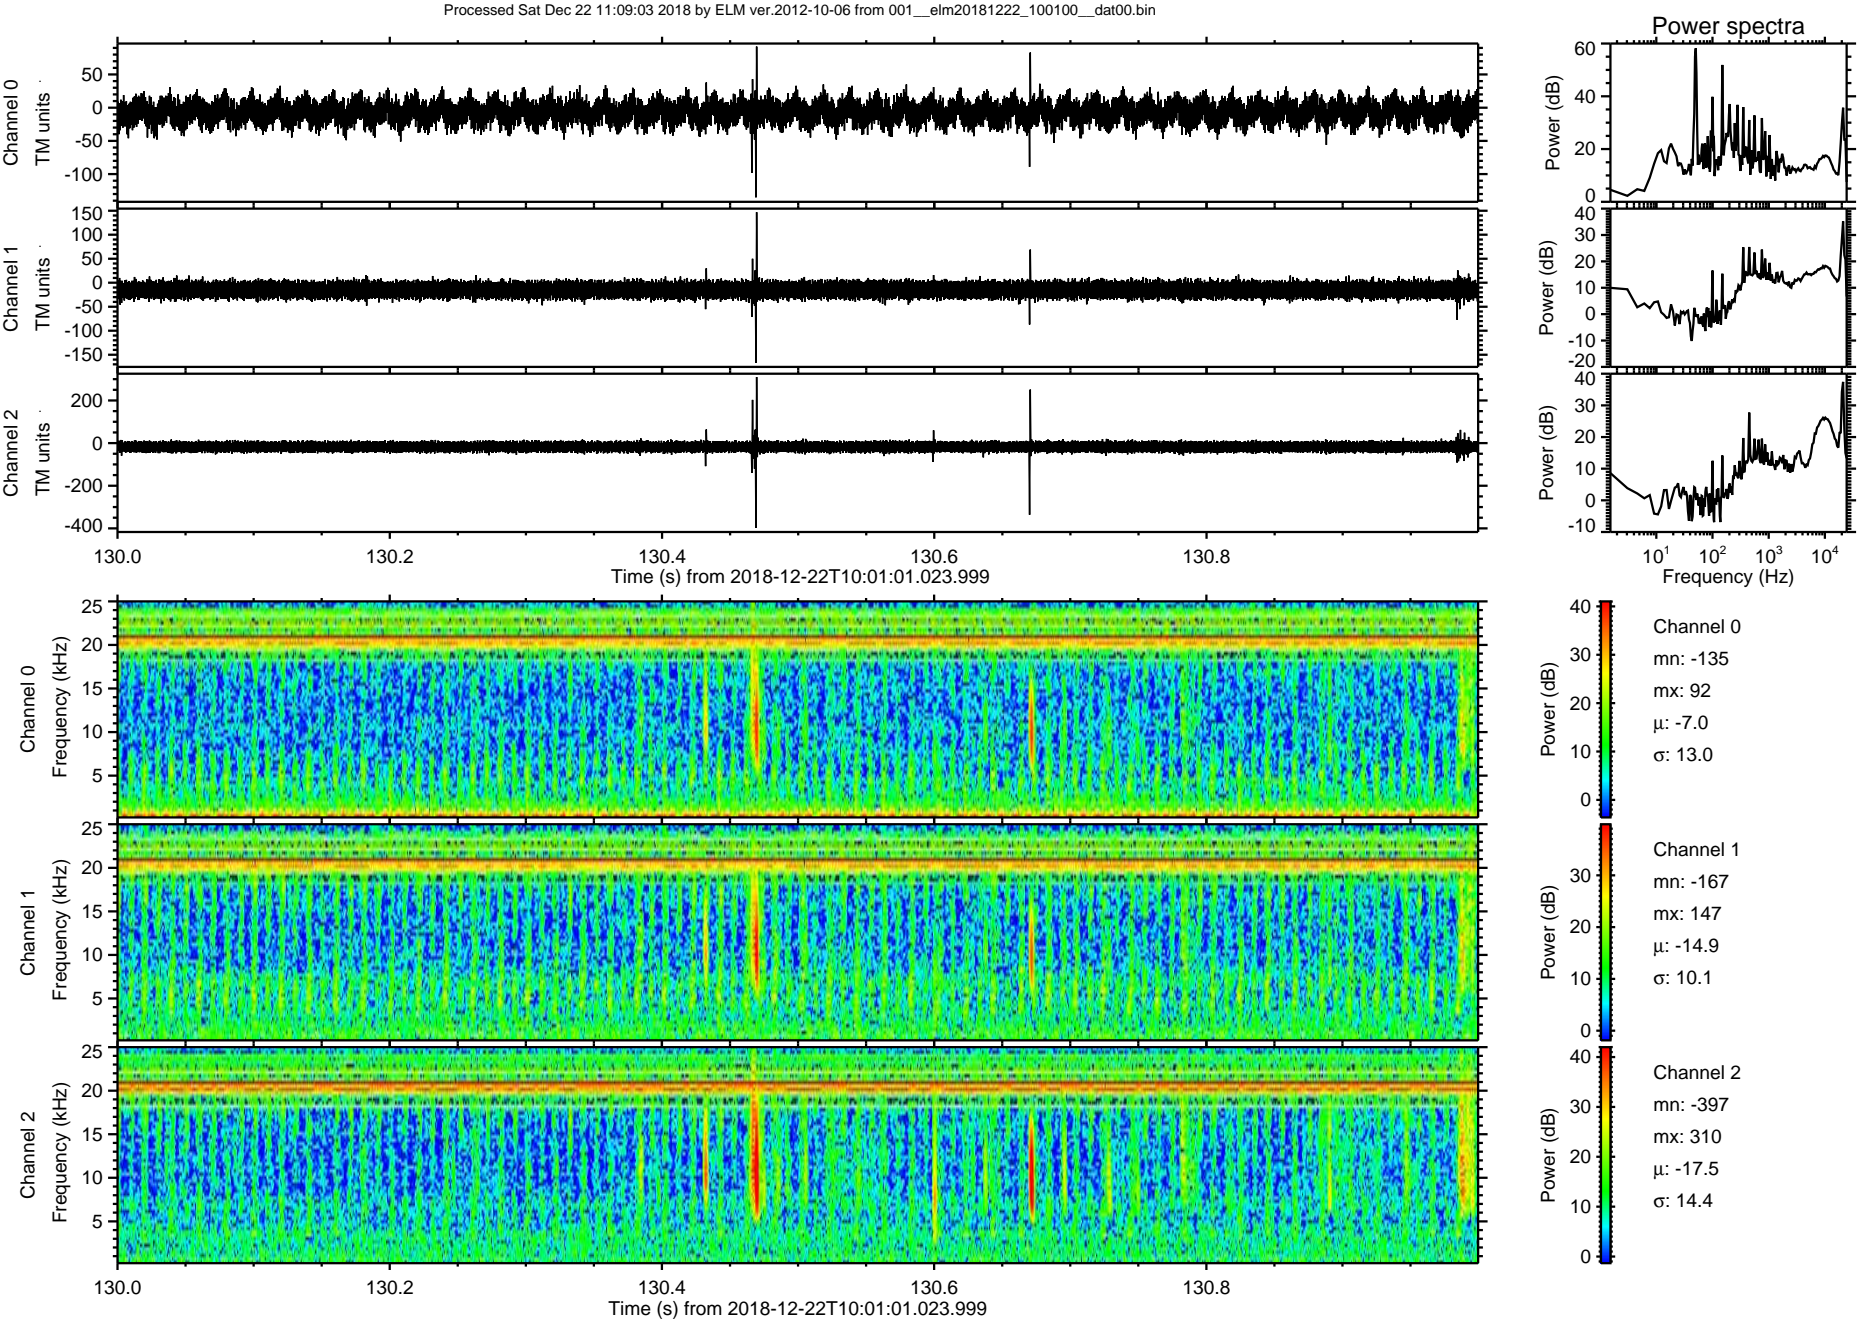 Processed Sat Dec 22 11:09:03 2018 by ELM ver.2012-10-06 from 001__elm20181222_100100__dat00.bin
Power spectra
Channel 0
TM units
50
0
-50
-100
Power (dB)
60
40
20
0
Channel 1
TM units
150
100
50
0
-50
-100
-150
Power (dB)
40
30
20
10
0
-10
-20
Channel 2
TM units
200
0
-200
-400
Power (dB)
40
30
20
10
0
-10
130.0 130.2 130.4 130.6 130.8
Time (s) from 2018-12-22T10:01:01.023.999
10^1 10^2 10^3 10^4
Frequency (Hz)
Channel 0
Frequency (kHz)
25
20
15
10
5
Power (dB)
40
30
20
10
0
Channel 0
mn: -135
mx: 92
µ: -7.0
σ: 13.0
Channel 1
Frequency (kHz)
25
20
15
10
5
Power (dB)
30
20
10
0
Channel 1
mn: -167
mx: 147
µ: -14.9
σ: 10.1
Channel 2
Frequency (kHz)
25
20
15
10
5
Power (dB)
40
30
20
10
0
Channel 2
mn: -397
mx: 310
µ: -17.5
σ: 14.4
130.0 130.2 130.4 130.6 130.8
Time (s) from 2018-12-22T10:01:01.023.999